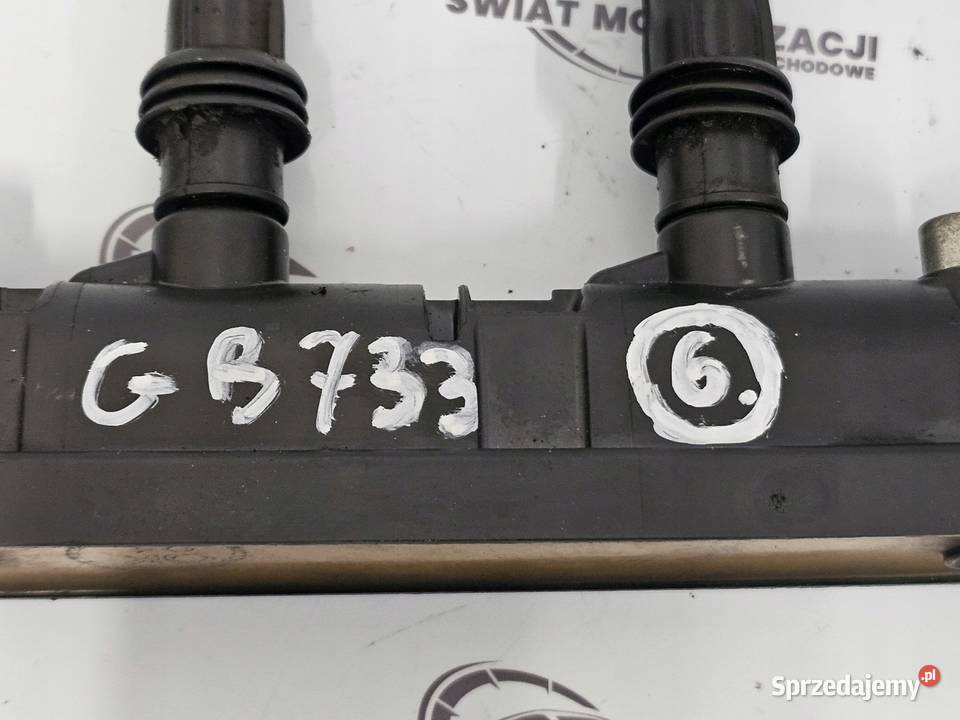 ŚWIAT MO
ZACJI
CHODOWE
GB733
6.
Sprzedajemy.pl